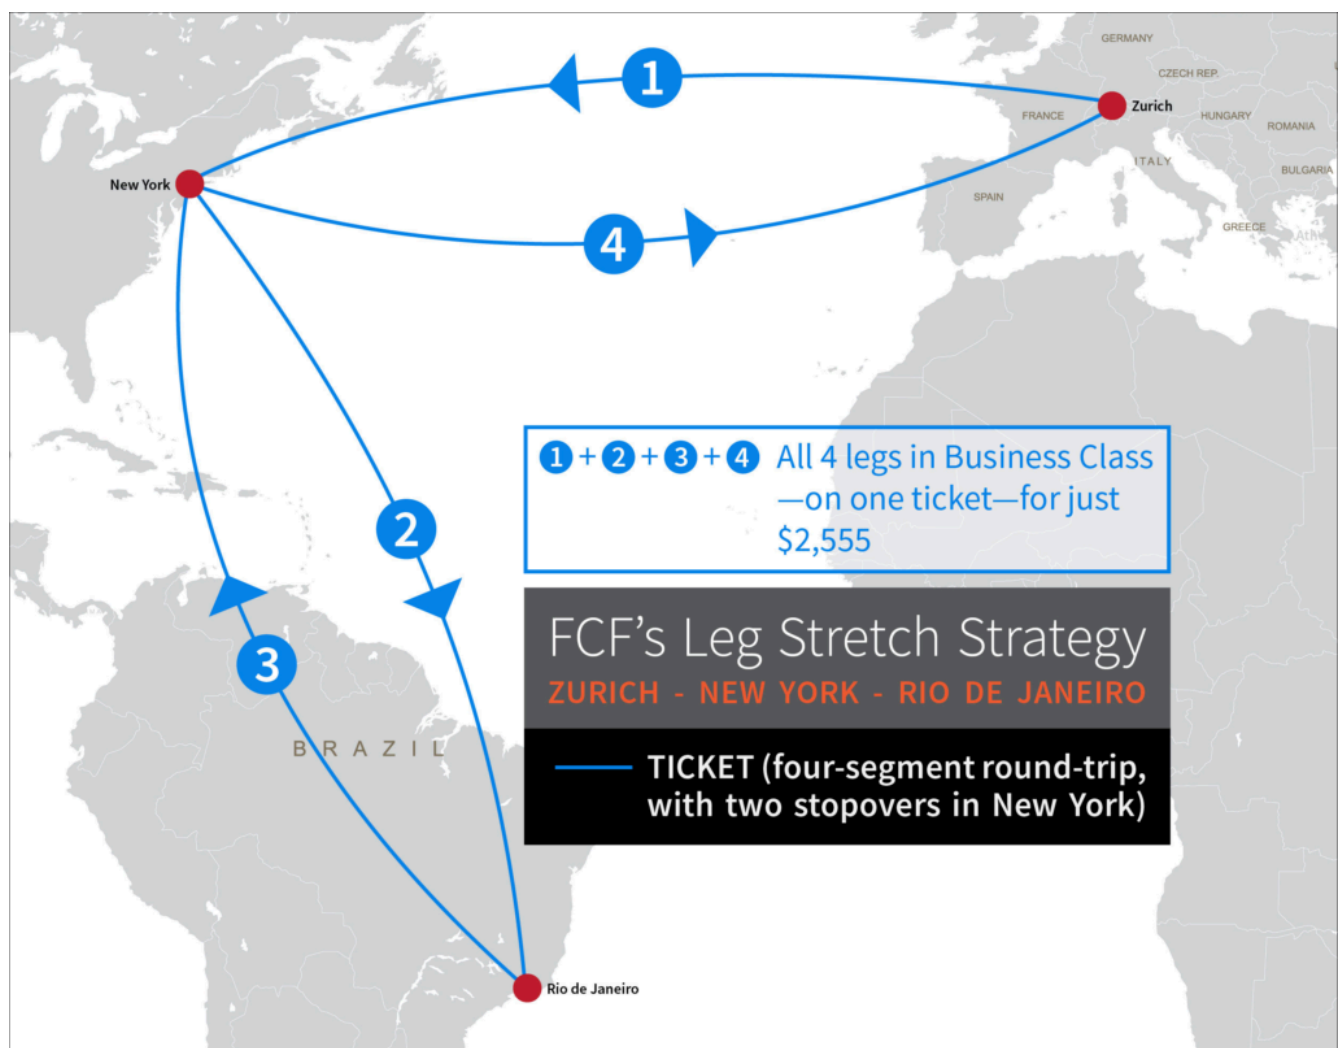 GERMANY
CZECH REP.
1
Zurich
FRANCE
HUNGARY
ROMANIA
ITALY
BULGARIA
New York
SPAIN
GREECE
4
Ath
1 + 2 + 3 + 4 All 4 legs in Business Class
—on one ticket—for just
$2,555
2
FCF’s Leg Stretch Strategy
3
ZURICH - NEW YORK - RIO DE JANEIRO
BRAZIL
TICKET (four-segment round-trip,
with two stopovers in New York)
Rio de Janeiro